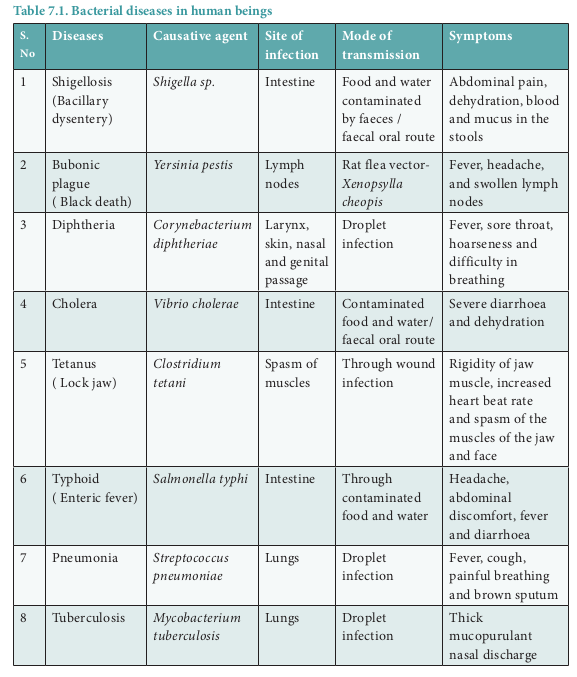 Table 7.1. Bacterial diseases in human beings
S. No | Diseases | Causative agent | Site of infection | Mode of transmission | Symptoms
1 | Shigellosis (Bacillary dysentery) | Shigella sp. | Intestine | Food and water contaminated by faeces / faecal oral route | Abdominal pain, dehydration, blood and mucus in the stools
2 | Bubonic plague ( Black death) | Yersinia pestis | Lymph nodes | Rat flea vector- Xenopsylla cheopis | Fever, headache, and swollen lymph nodes
3 | Diphtheria | Corynebacterium diphtheriae | Larynx, skin, nasal and genital passage | Droplet infection | Fever, sore throat, hoarseness and difficulty in breathing
4 | Cholera | Vibrio cholerae | Intestine | Contaminated food and water/ faecal oral route | Severe diarrhoea and dehydration
5 | Tetanus ( Lock jaw) | Clostridium tetani | Spasm of muscles | Through wound infection | Rigidity of jaw muscle, increased heart beat rate and spasm of the muscles of the jaw and face
6 | Typhoid ( Enteric fever) | Salmonella typhi | Intestine | Through contaminated food and water | Headache, abdominal discomfort, fever and diarrhoea
7 | Pneumonia | Streptococcus pneumoniae | Lungs | Droplet infection | Fever, cough, painful breathing and brown sputum
8 | Tuberculosis | Mycobacterium tuberculosis | Lungs | Droplet infection | Thick mucopurulant nasal discharge